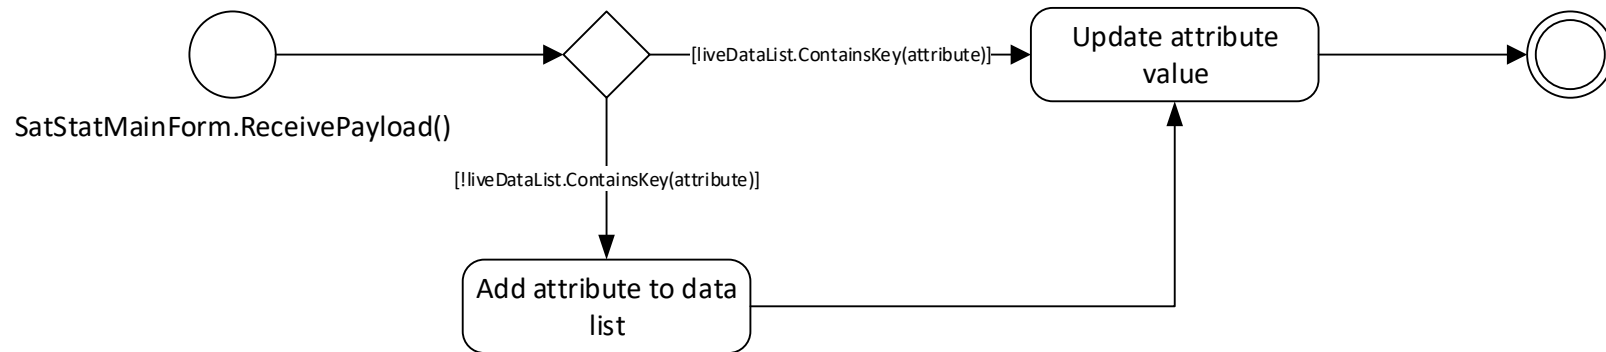 [liveDataList.ContainsKey(attribute)]
Update attribute
value
SatStatMainForm.ReceivePayload()
[!liveDataList.ContainsKey(attribute)]
Add attribute to data
list